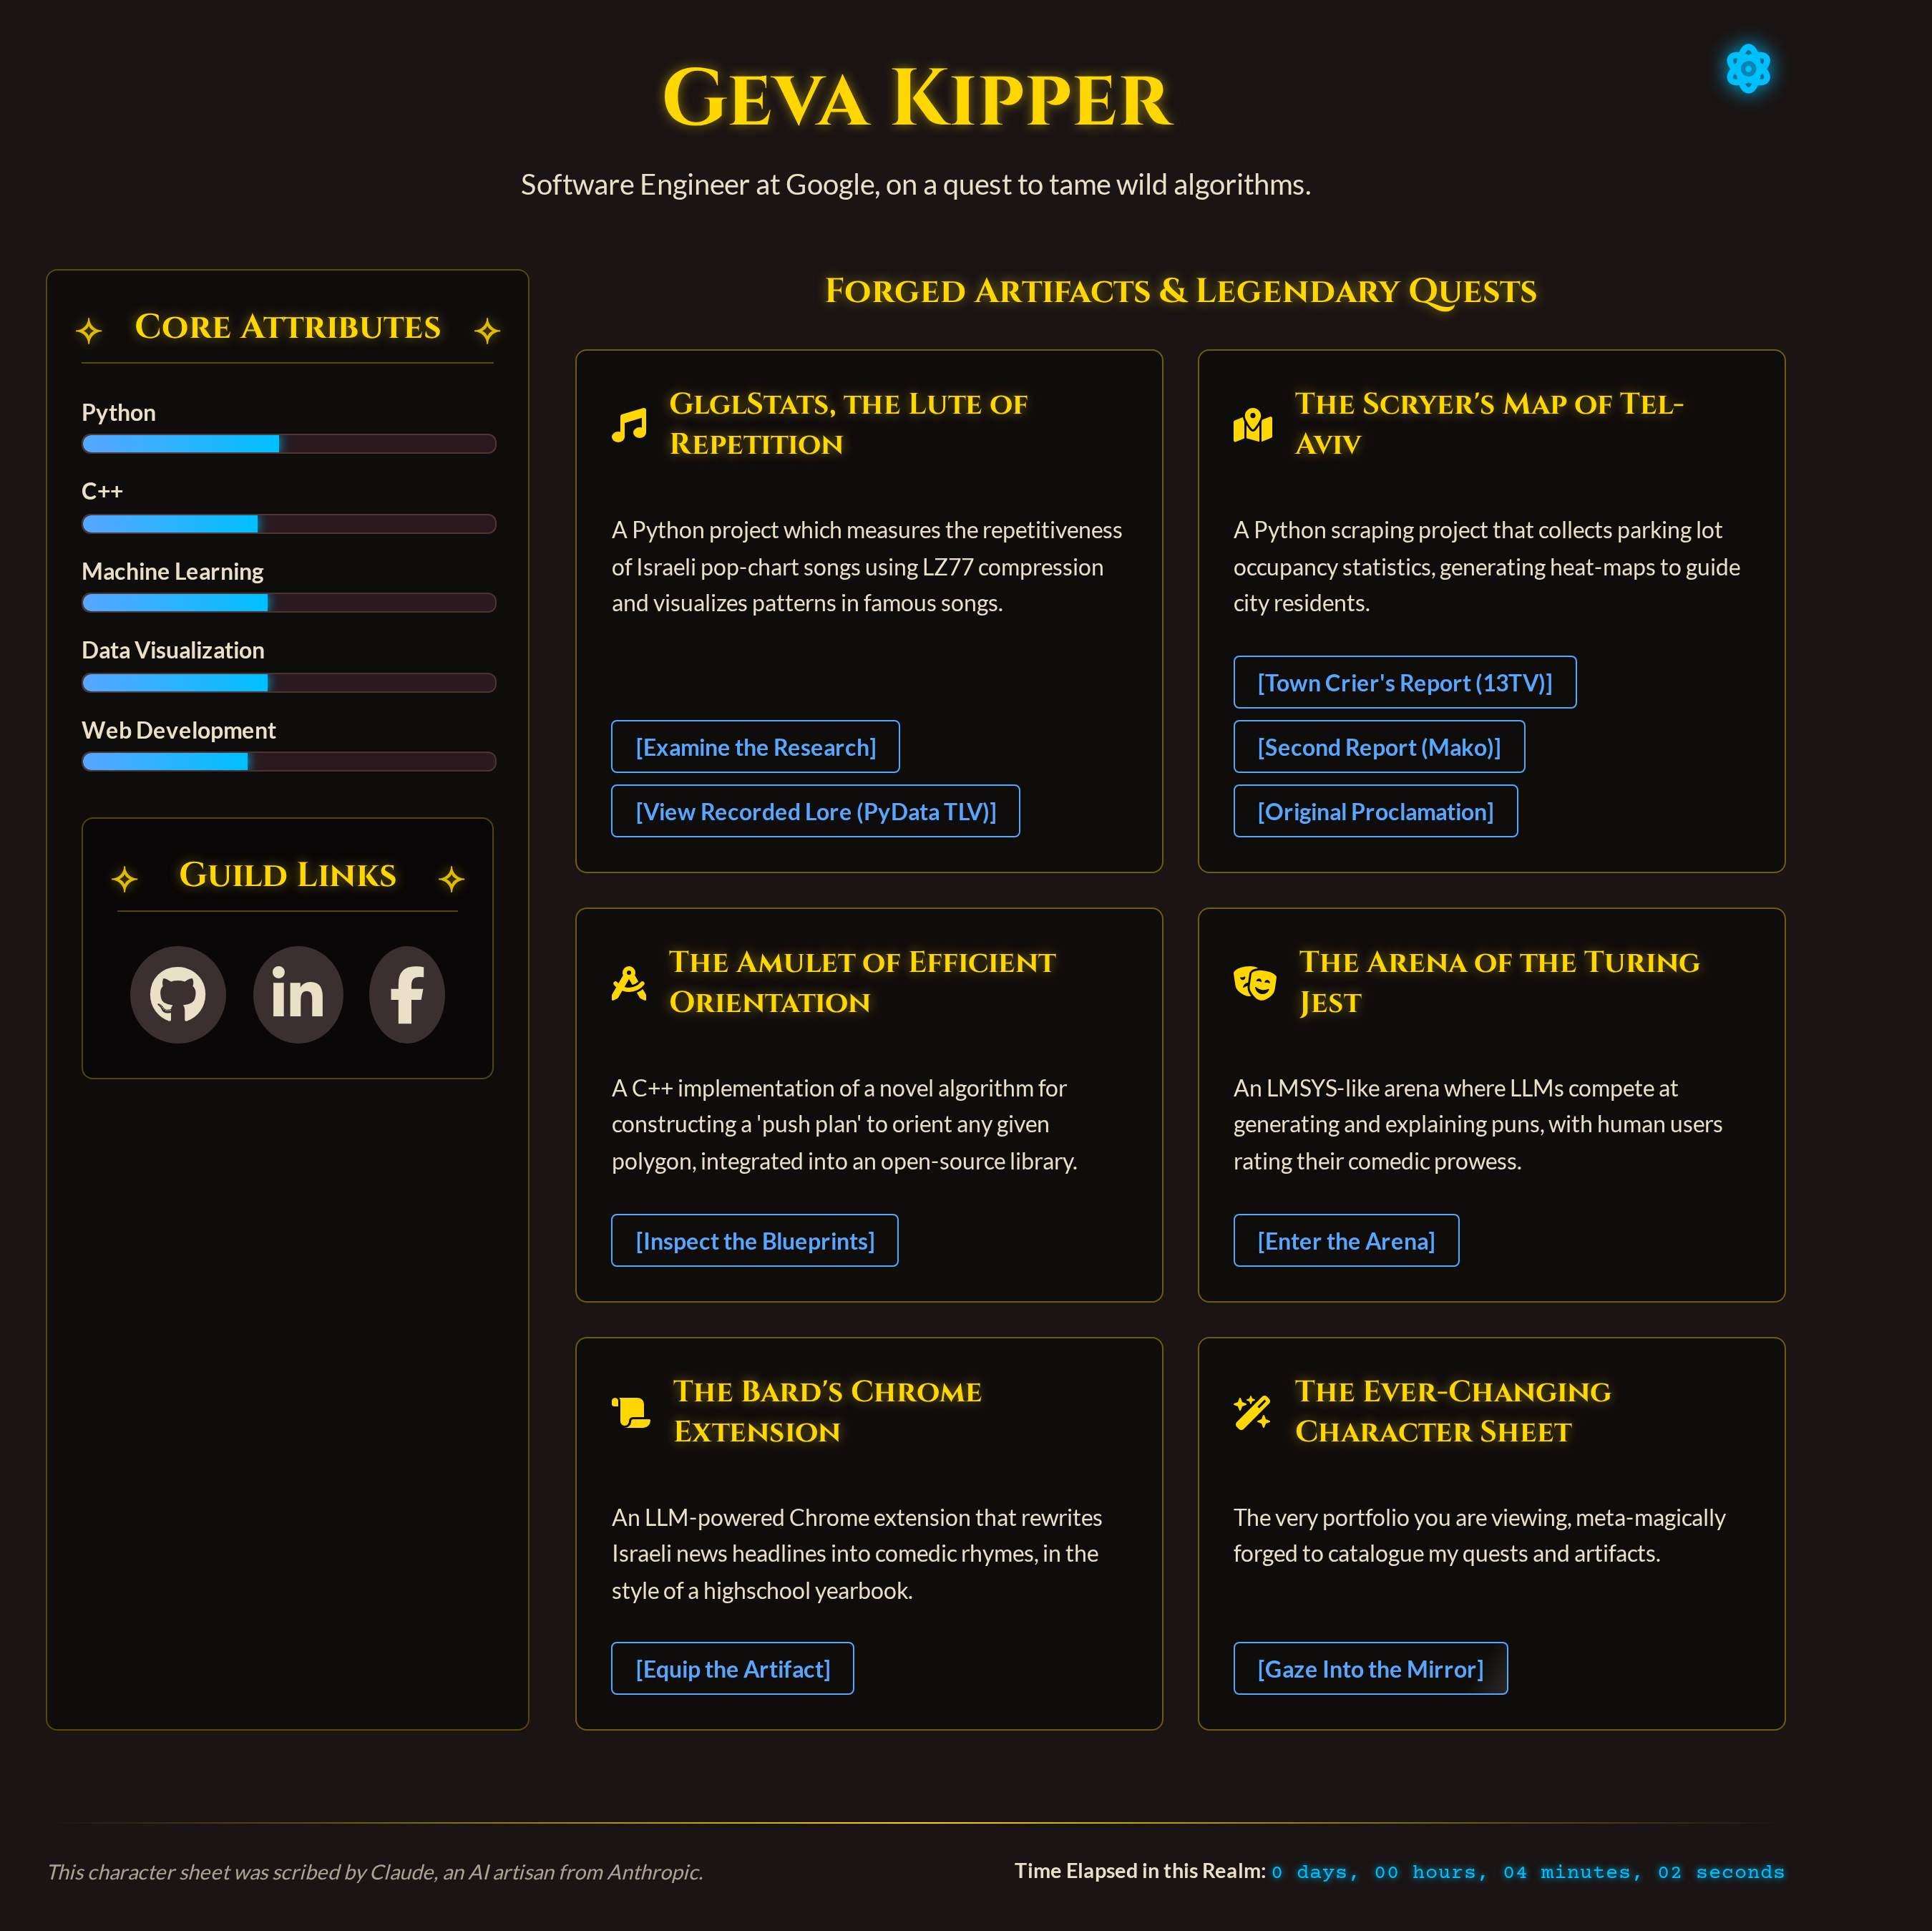 Geva Kipper
Software Engineer at Google, on a quest to tame wild algorithms.
Core Attributes
Python
C++
Machine Learning
Data Visualization
Web Development
Guild Links
in
f
Forged Artifacts & Legendary Quests
GlglStats, the Lute of
Repetition
A Python project which measures the repetitiveness
of Israeli pop-chart songs using LZ77 compression
and visualizes patterns in famous songs.
[Examine the Research]
[View Recorded Lore (PyData TLV)]
The Scryer's Map of Tel-
Aviv
A Python scraping project that collects parking lot
occupancy statistics, generating heat-maps to guide
city residents.
[Town Crier's Report (13TV)]
[Second Report (Mako)]
[Original Proclamation]
The Amulet of Efficient
Orientation
A C++ implementation of a novel algorithm for
constructing a 'push plan' to orient any given
polygon, integrated into an open-source library.
[Inspect the Blueprints]
The Arena of the Turing
Jest
An LMSYS-like arena where LLMs compete at
generating and explaining puns, with human users
rating their comedic prowess.
[Enter the Arena]
The Bard's Chrome
Extension
An LLM-powered Chrome extension that rewrites
Israeli news headlines into comedic rhymes, in the
style of a highschool yearbook.
[Equip the Artifact]
The Ever-Changing
Character Sheet
The very portfolio you are viewing, meta-magically
forged to catalogue my quests and artifacts.
[Gaze Into the Mirror]
This character sheet was scribed by Claude, an AI artisan from Anthropic.
Time Elapsed in this Realm: 0 days, 00 hours, 04 minutes, 02 seconds